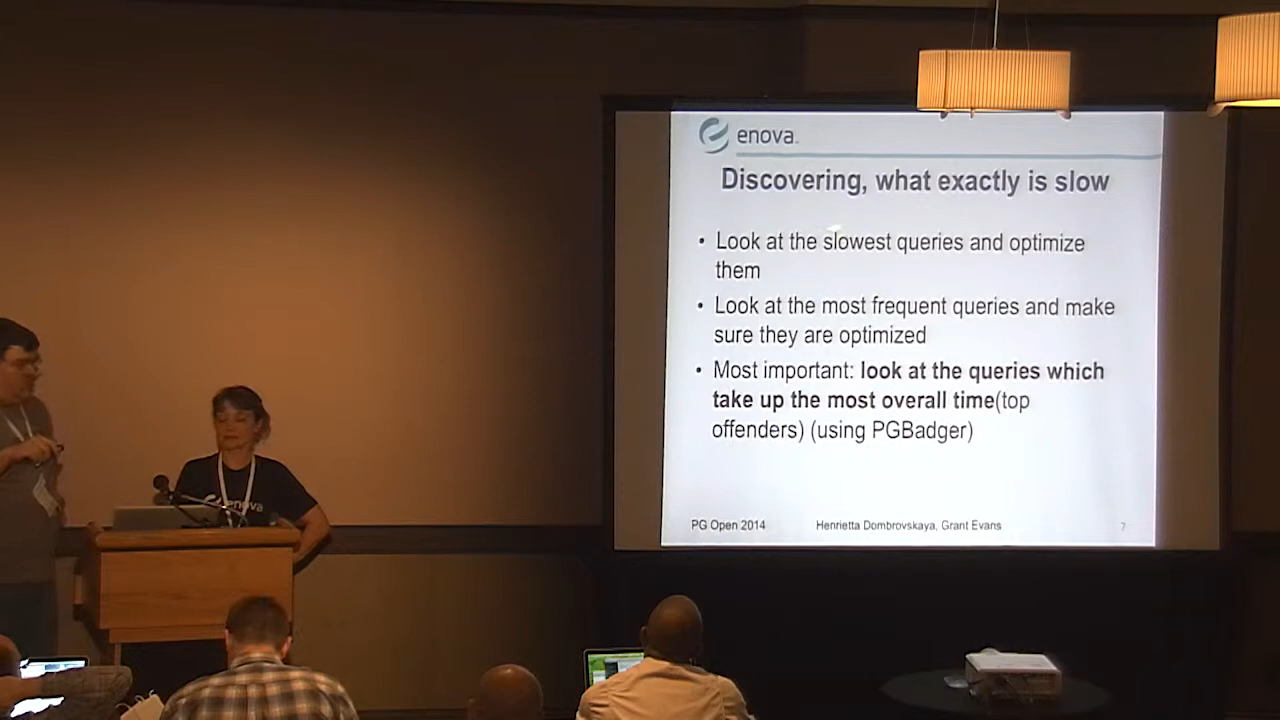 enova
Discovering, what exactly is slow
• Look at the slowest queries and optimize
them
• Look at the most frequent queries and make
sure they are optimized
• Most important: look at the queries which
take up the most overall time(top
offenders) (using PGBadger)
PG Open 2014 Henrietta Dombrovskaya, Grant Evans 7
enova